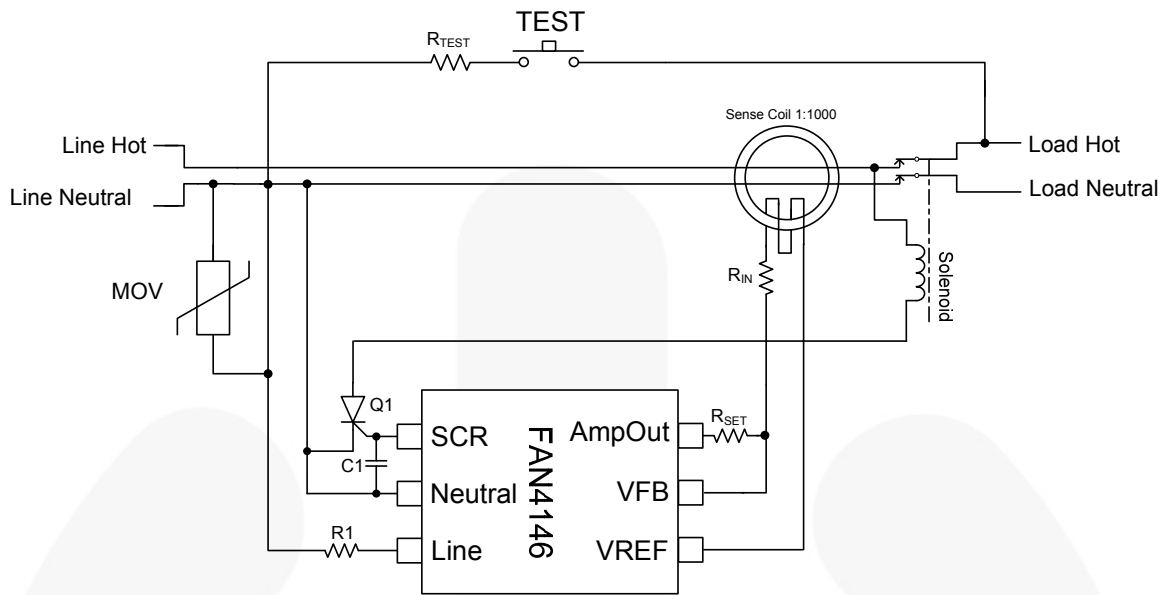 TEST
RTEST
Sense Coil 1:1000
Line Hot
Load Hot
Line Neutral
Load Neutral
MOV
RIN
Solenoid
Q1
C1
R1
SCR
Neutral
Line
FAN4146
AmpOut
VFB
VREF
RSET